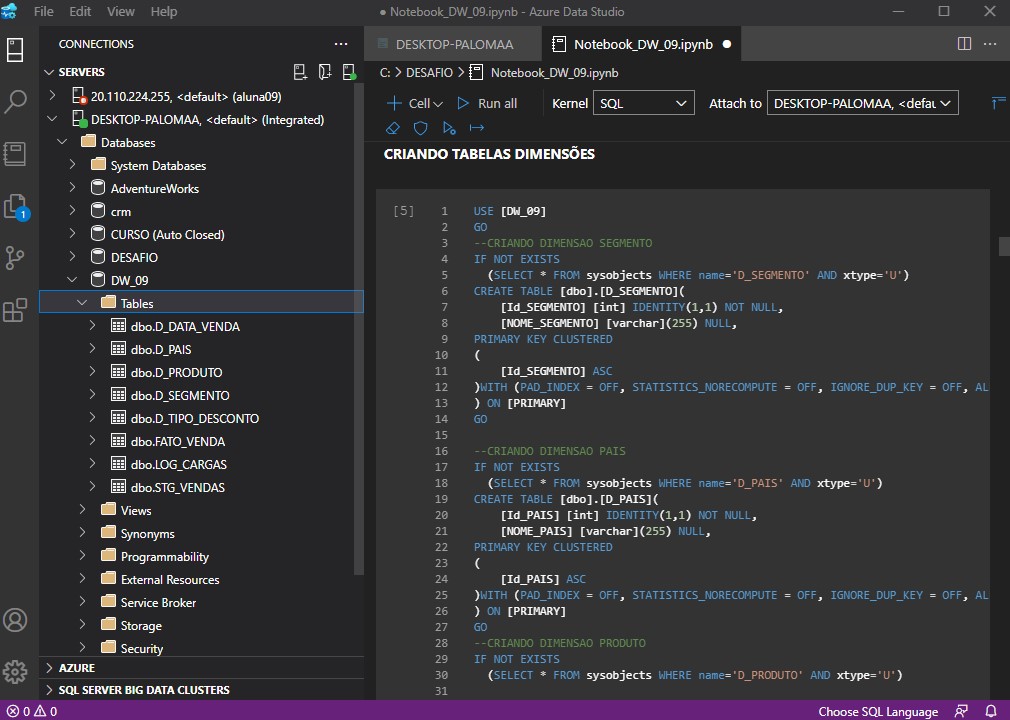 File Edit View Help
● Notebook_DW_09.ipynb - Azure Data Studio
CONNECTIONS
SERVERS
20.110.224.255, <default> (aluna09)
DESKTOP-PALOMAA, <default> (Integrated)
Databases
System Databases
AdventureWorks
crm
CURSO (Auto Closed)
DESAFIO
DW_09
Tables
dbo.D_DATA_VENDA
dbo.D_PAIS
dbo.D_PRODUTO
dbo.D_SEGMENTO
dbo.D_TIPO_DESCONTO
dbo.FATO_VENDA
dbo.LOG_CARGAS
dbo.STG_VENDAS
Views
Synonyms
Programmability
External Resources
Service Broker
Storage
Security
AZURE
SQL SERVER BIG DATA CLUSTERS
1
DESKTOP-PALOMAA
Notebook_DW_09.ipynb ●
C: > DESAFIO > Notebook_DW_09.ipynb
Cell Run all Kernel SQL Attach to DESKTOP-PALOMAA, <defau
CRIANDO TABELAS DIMENSÕES
[5]
1 USE [DW_09]
2 GO
3 --CRIANDO DIMENSAO SEGMENTO
4 IF NOT EXISTS
5 (SELECT * FROM sysobjects WHERE name='D_SEGMENTO' AND xtype='U')
6 CREATE TABLE [dbo].[D_SEGMENTO](
7 [Id_SEGMENTO] [int] IDENTITY(1,1) NOT NULL,
8 [NOME_SEGMENTO] [varchar](255) NULL,
9 PRIMARY KEY CLUSTERED
10 (
11 [Id_SEGMENTO] ASC
12 )WITH (PAD_INDEX = OFF, STATISTICS_NORECOMPUTE = OFF, IGNORE_DUP_KEY = OFF, AL
13 ) ON [PRIMARY]
14 GO
15
16 --CRIANDO DIMENSAO PAIS
17 IF NOT EXISTS
18 (SELECT * FROM sysobjects WHERE name='D_PAIS' AND xtype='U')
19 CREATE TABLE [dbo].[D_PAIS](
20 [Id_PAIS] [int] IDENTITY(1,1) NOT NULL,
21 [NOME_PAIS] [varchar](255) NULL,
22 PRIMARY KEY CLUSTERED
23 (
24 [Id_PAIS] ASC
25 )WITH (PAD_INDEX = OFF, STATISTICS_NORECOMPUTE = OFF, IGNORE_DUP_KEY = OFF, AL
26 ) ON [PRIMARY]
27 GO
28 --CRIANDO DIMENSAO PRODUTO
29 IF NOT EXISTS
30 (SELECT * FROM sysobjects WHERE name='D_PRODUTO' AND xtype='U')
31
0 0
Choose SQL Language